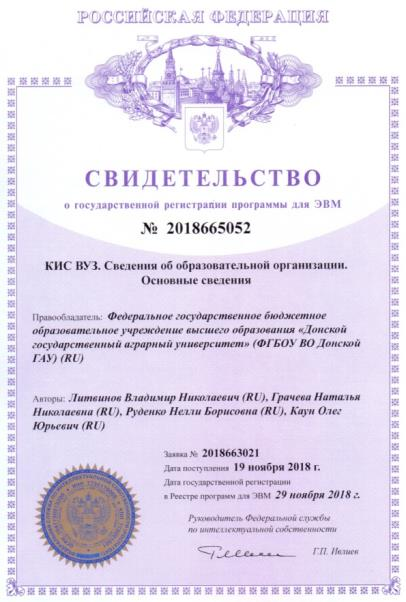 РОССИЙСКАЯ ФЕДЕРАЦИЯ
СВИДЕТЕЛЬСТВО
о государственной регистрации программы для ЭВМ
№ 2018665052
КИС ВУЗ. Сведения об образовательной организации.
Основные сведения
Правообладатель: Федеральное государственное бюджетное
образовательное учреждение высшего образования «Донской
государственный аграрный университет» (ФГБОУ ВО Донской
ГАУ) (RU)
Авторы: Литвинов Владимир Николаевич (RU), Грачева Наталья
Николаевна (RU), Руденко Нелли Борисовна (RU), Каун Олег
Юрьевич (RU)
Заявка № 2018663021
Дата поступления 19 ноября 2018 г.
Дата государственной регистрации
в Реестре программ для ЭВМ 29 ноября 2018 г.
Руководитель Федеральной службы
по интеллектуальной собственности
Г.П. Ивлиев